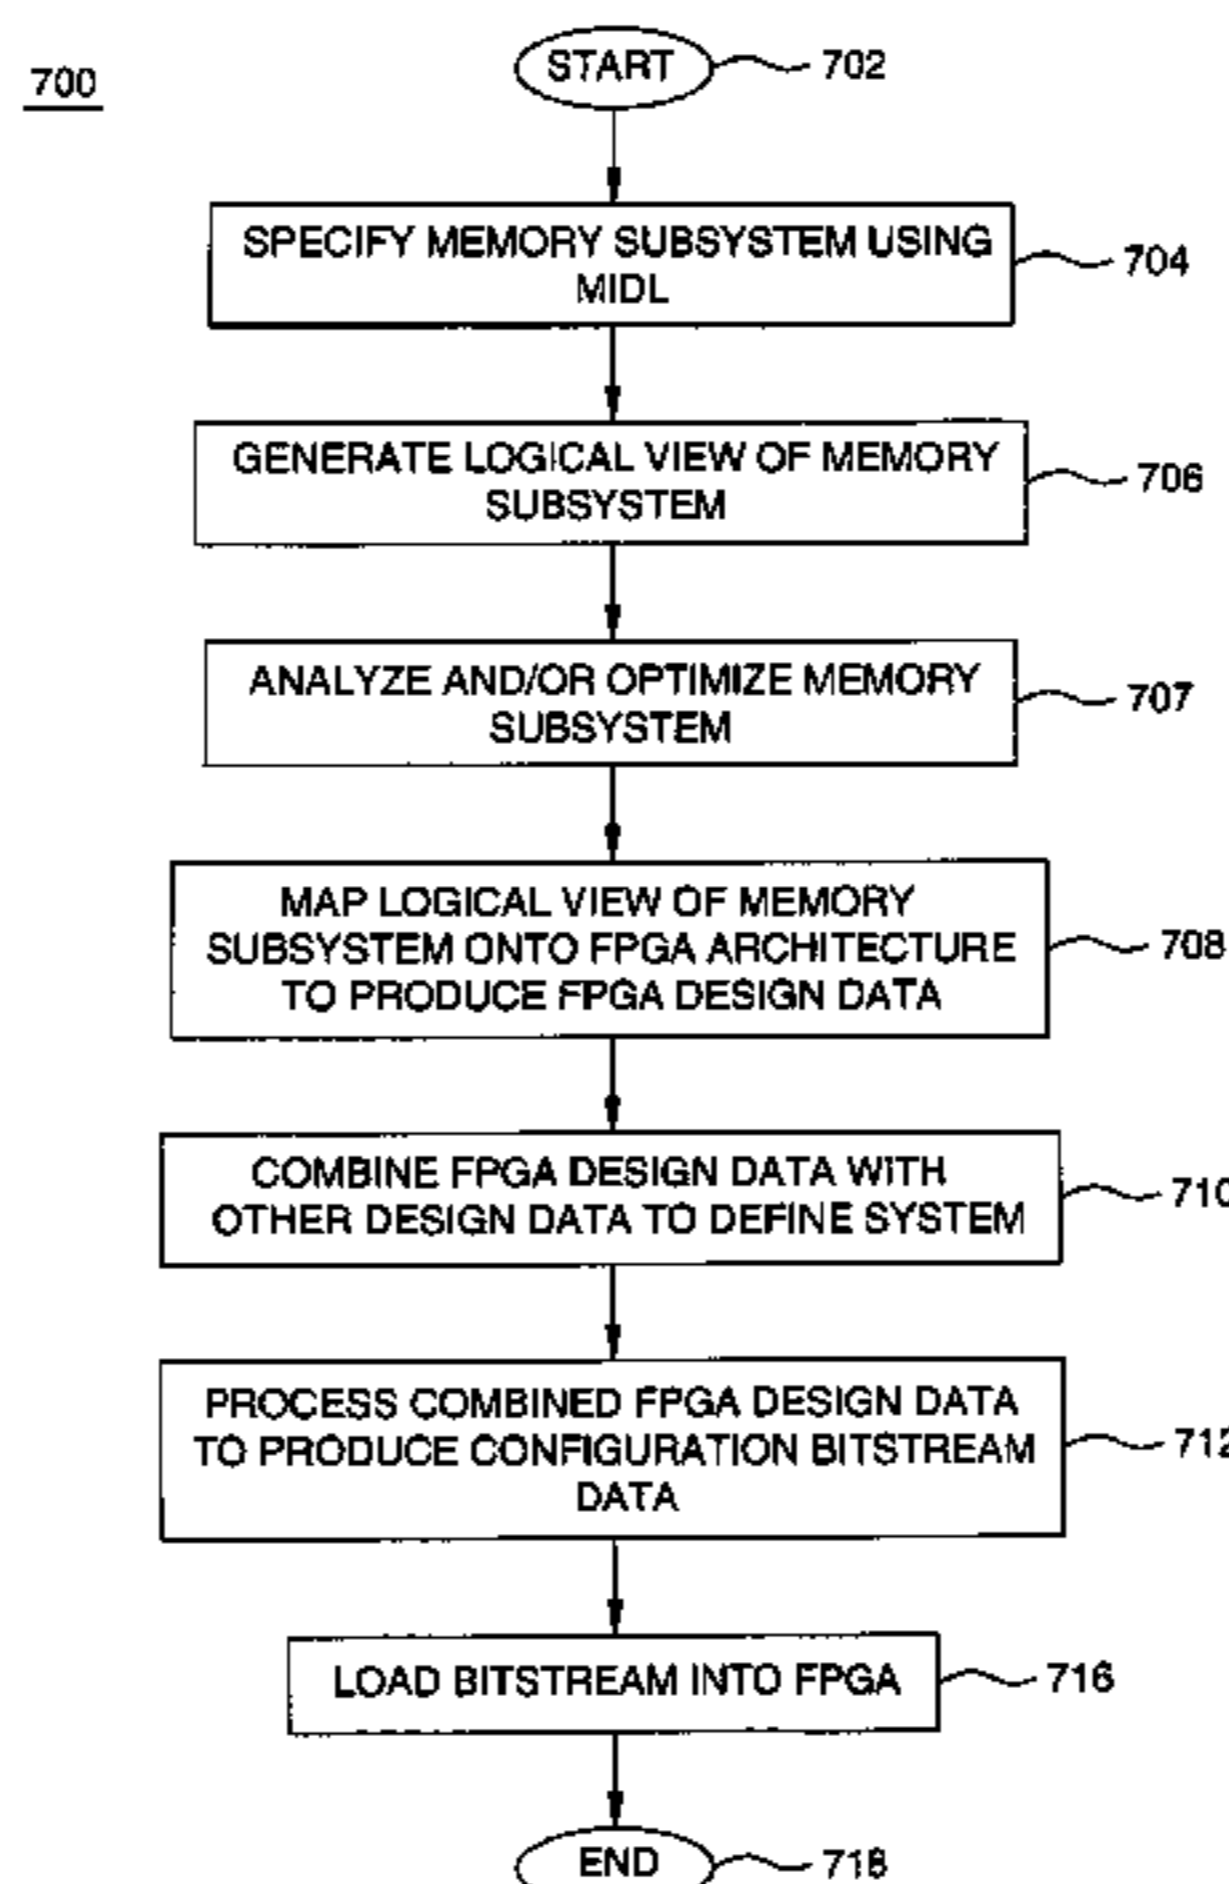 700
START
702
SPECIFY MEMORY SUBSYSTEM USING
MIDL
704
GENERATE LOGICAL VIEW OF MEMORY
SUBSYSTEM
706
ANALYZE AND/OR OPTIMIZE MEMORY
SUBSYSTEM
707
MAP LOGICAL VIEW OF MEMORY
SUBSYSTEM ONTO FPGA ARCHITECTURE
TO PRODUCE FPGA DESIGN DATA
708
COMBINE FPGA DESIGN DATA WITH
OTHER DESIGN DATA TO DEFINE SYSTEM
710
PROCESS COMBINED FPGA DESIGN DATA
TO PRODUCE CONFIGURATION BITSTREAM
DATA
712
LOAD BITSTREAM INTO FPGA
716
END
718